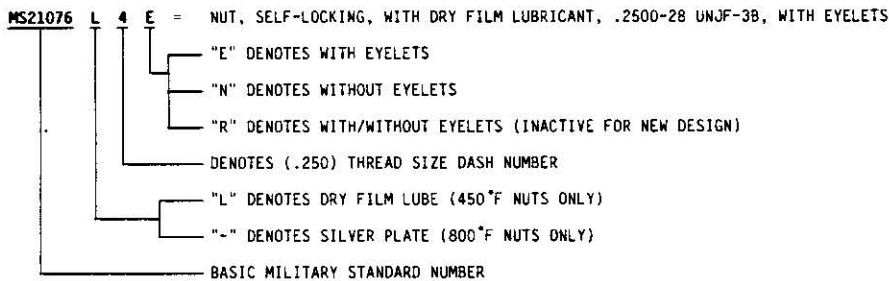 MS21076 L 4 E = NUT, SELF-LOCKING, WITH DRY FILM LUBRICANT, .2500-28 UNJF-3B, WITH EYELETS
"E" DENOTES WITH EYELETS
"N" DENOTES WITHOUT EYELETS
"R" DENOTES WITH/WITHOUT EYELETS (INACTIVE FOR NEW DESIGN)
DENOTES (.250) THREAD SIZE DASH NUMBER
"L" DENOTES DRY FILM LUBE (450°F NUTS ONLY)
"-" DENOTES SILVER PLATE (800°F NUTS ONLY)
BASIC MILITARY STANDARD NUMBER